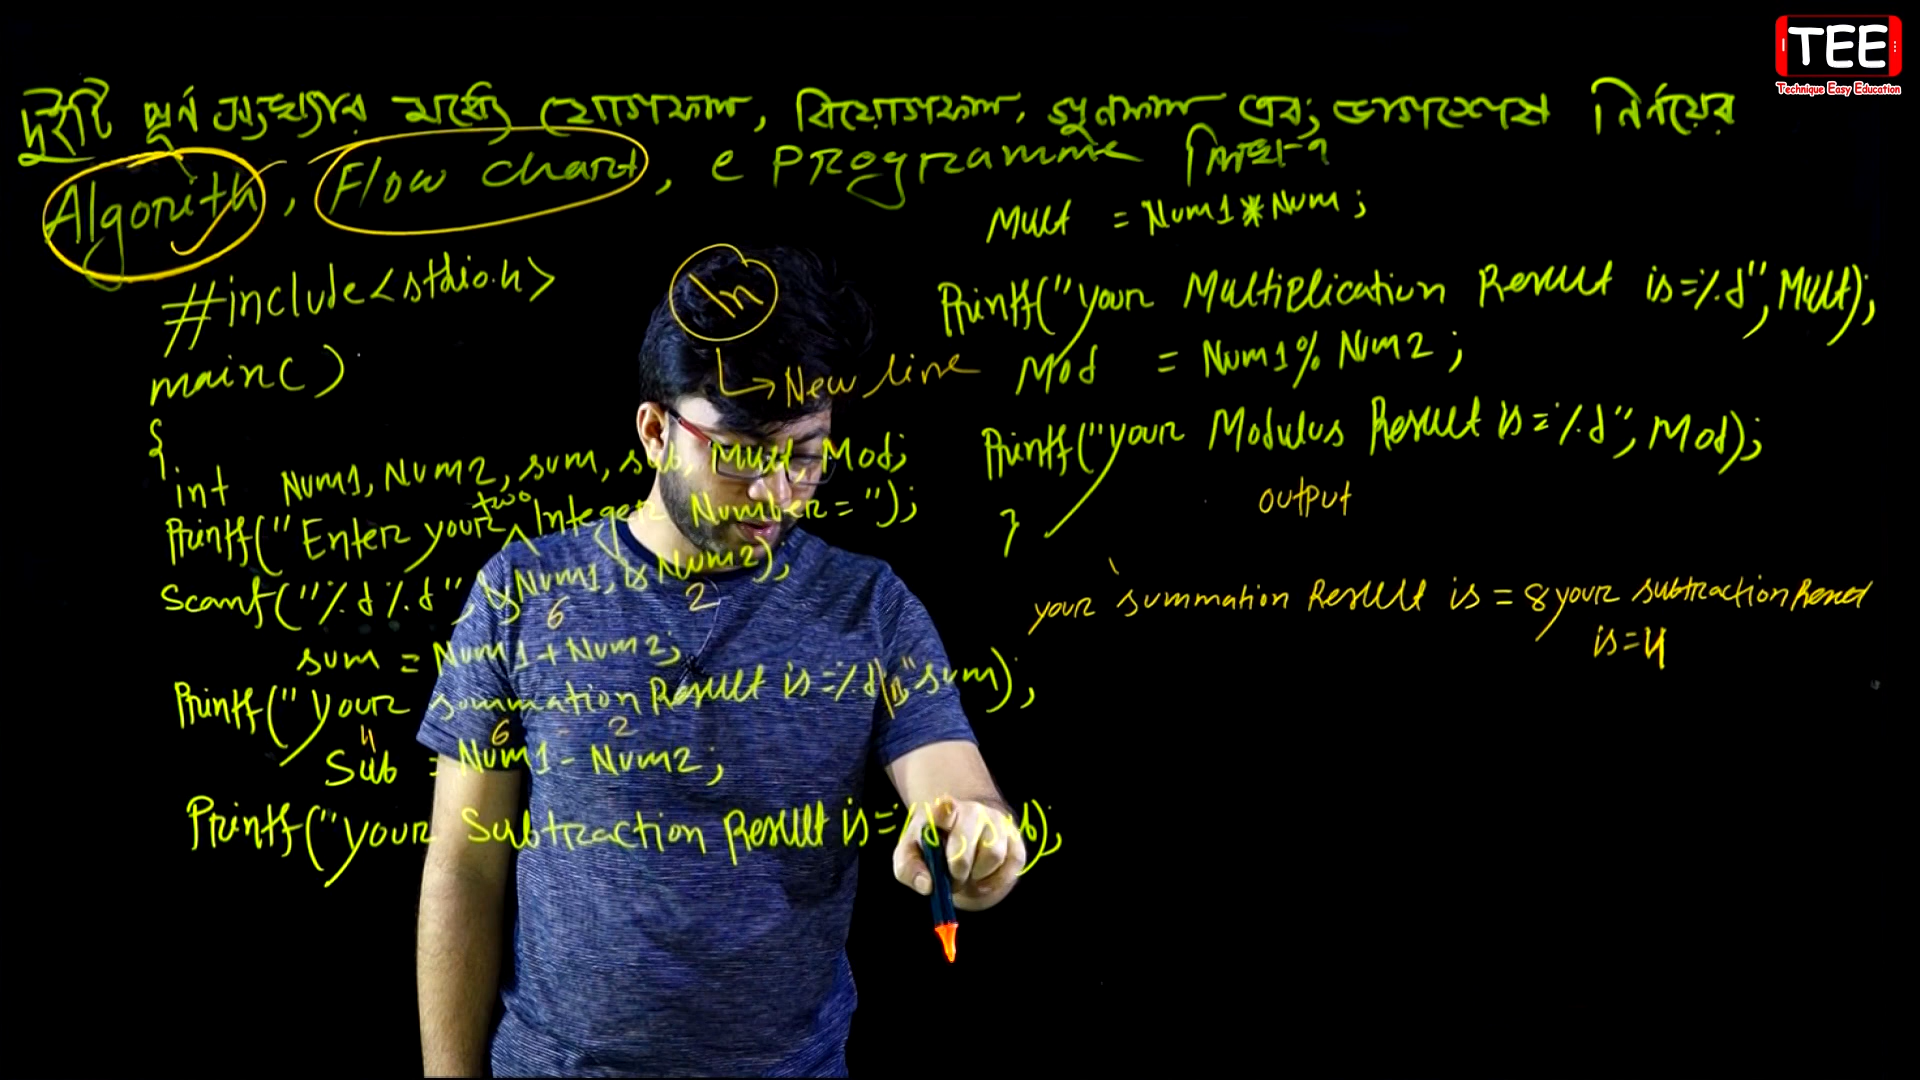 TEE
Technique Easy Education
দুইটি পূর্ন সংখ্যার মধ্যে যোগফল, বিয়োগফল, গুনফল এবং ভাগশেষ নির্ণয়ের
Algorith, Flow chart, ও Programme লিখ-?
#include<stdio.h>
main()
{
int Num1, Num2, sum, sub, Mult, Mod;
Printf("Enter your two Integer Number = ");
Scanf("%d%d", &Num1, &Num2);
6 2
sum = Num1 + Num2;
Printf("your summation Result is=%d\n",sum);
4 6 - 2
Sub = Num1 - Num2;
Printf("your Subtraction Result is=%d", sub);
\n
New line
Mult = Num1*Num;
Printf("your Multiplication Result is=%d",Mult);
Mod = Num1% Num2;
Printf("your Modulus Result is=%d", Mod);
}
output
your summation Result is = 8 your subtraction Result
is=4